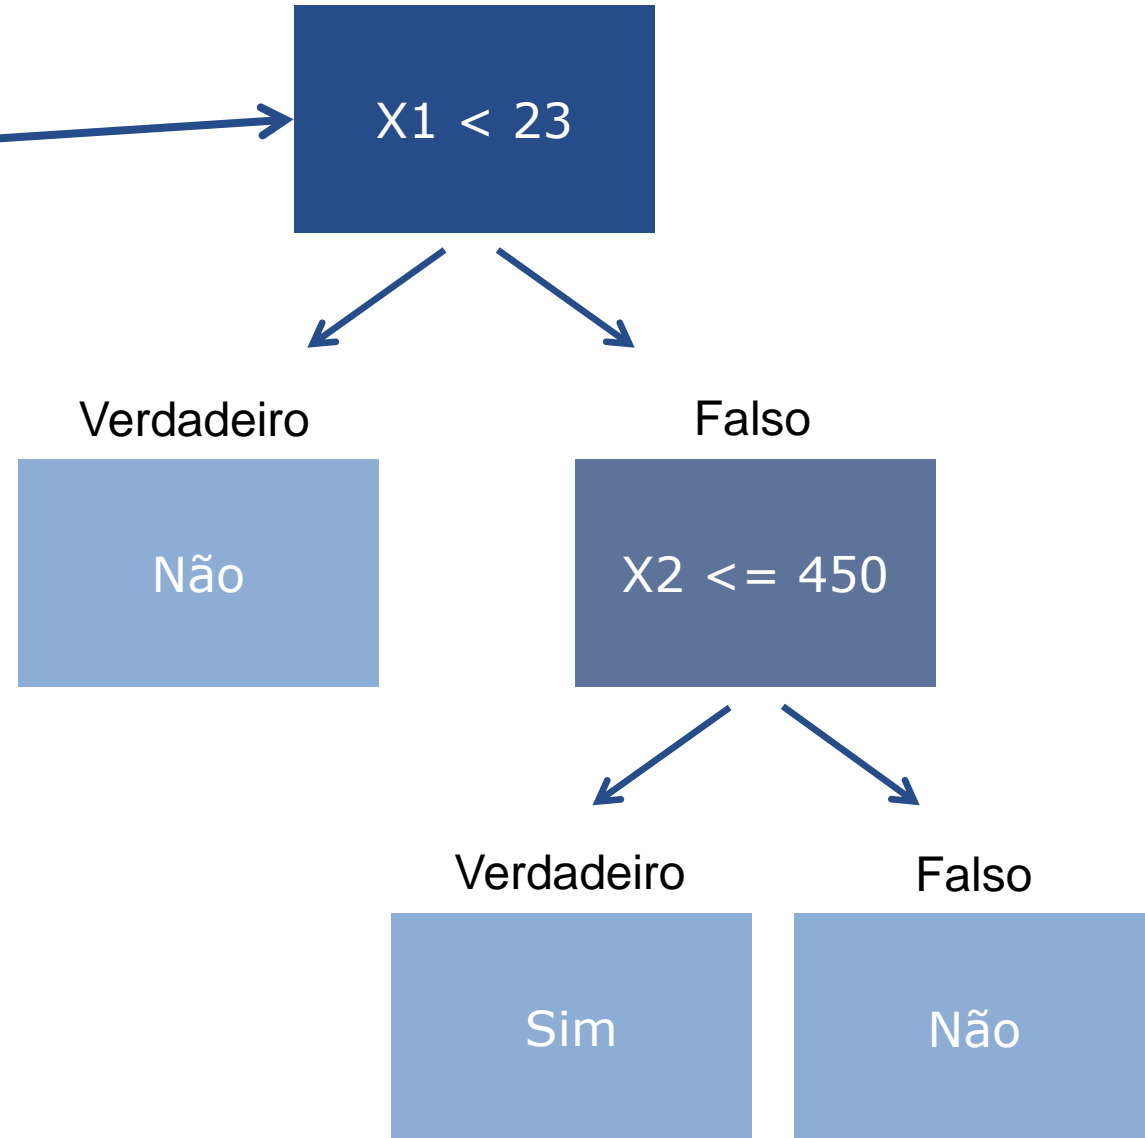 X1 < 23
Verdadeiro
Falso
Não
X2 <= 450
Verdadeiro
Falso
Sim
Não